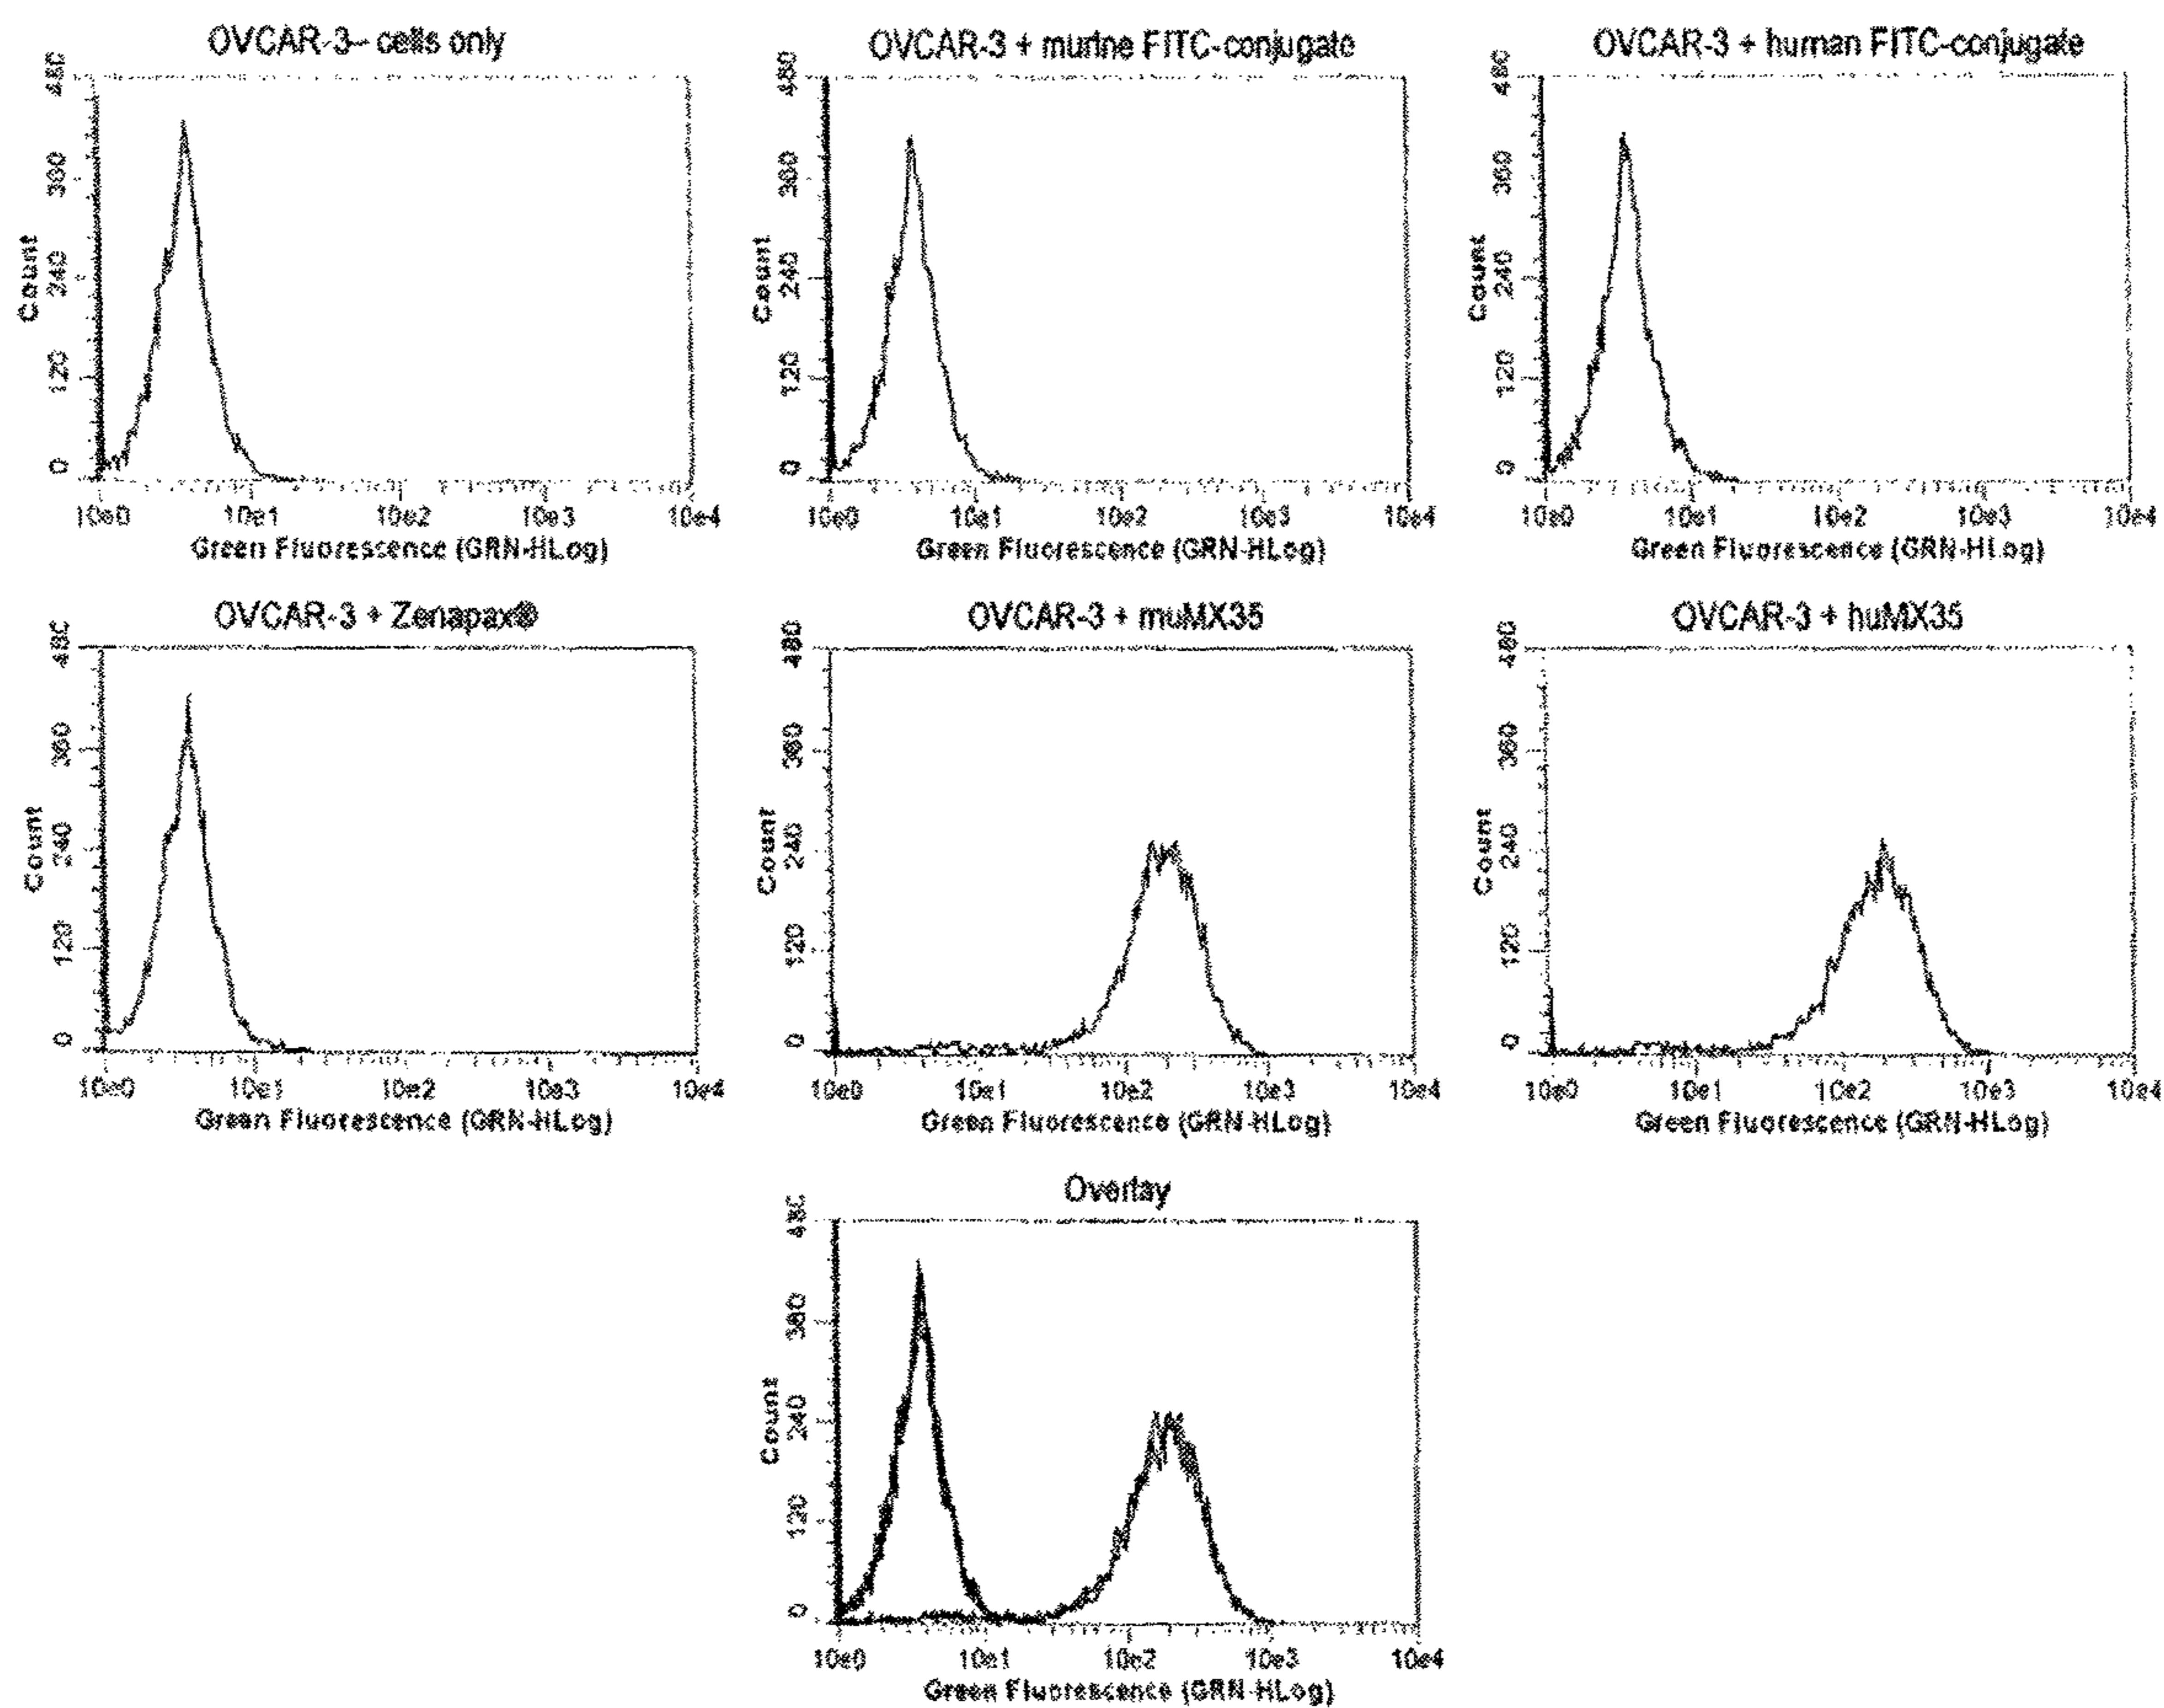 OVCAR-3- cells only
480
360
240
120
0
Count
10e0 10e1 10e2 10e3 10e4
Green Fluorescence (GRN-HLog)
OVCAR-3 + murine FITC-conjugate
480
360
240
120
0
Count
10e0 10e1 10e2 10e3 10e4
Green Fluorescence (GRN-HLog)
OVCAR-3 + human FITC-conjugate
480
360
240
120
0
Count
10e0 10e1 10e2 10e3 10e4
Green Fluorescence (GRN-HLog)
OVCAR-3 + Zenapax®
480
360
240
120
0
Count
10e0 10e1 10e2 10e3 10e4
Green Fluorescence (GRN-HLog)
OVCAR-3 + muMX35
480
360
240
120
0
Count
10e0 10e1 10e2 10e3 10e4
Green Fluorescence (GRN-HLog)
OVCAR-3 + huMX35
480
360
240
120
0
Count
10e0 10e1 10e2 10e3 10e4
Green Fluorescence (GRN-HLog)
Overlay
480
360
240
120
0
Count
10e0 10e1 10e2 10e3 10e4
Green Fluorescence (GRN-HLog)